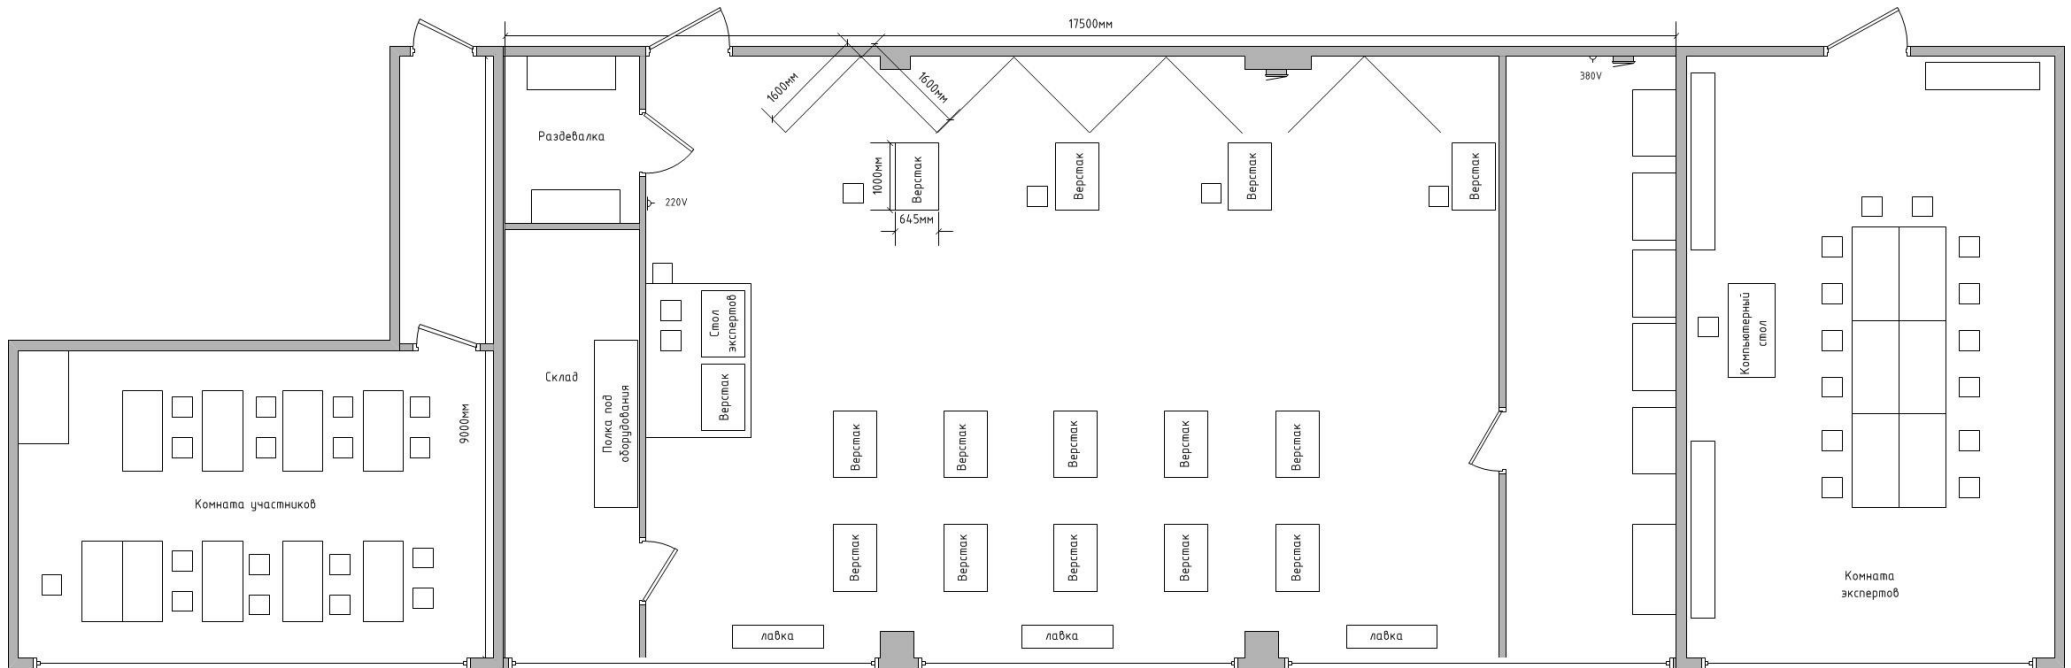 17500мм
1600мм
1600мм
380V
Раздевалка
1000мм
Верстак
Верстак
Верстак
Верстак
220V
645мм
Стол
экспертов
Верстак
Компьютерный
стол
Склад
Полка под
оборудования
9000мм
Верстак
Верстак
Верстак
Верстак
Верстак
Комната участников
Верстак
Верстак
Верстак
Верстак
Верстак
Комната
экспертов
лавка
лавка
лавка